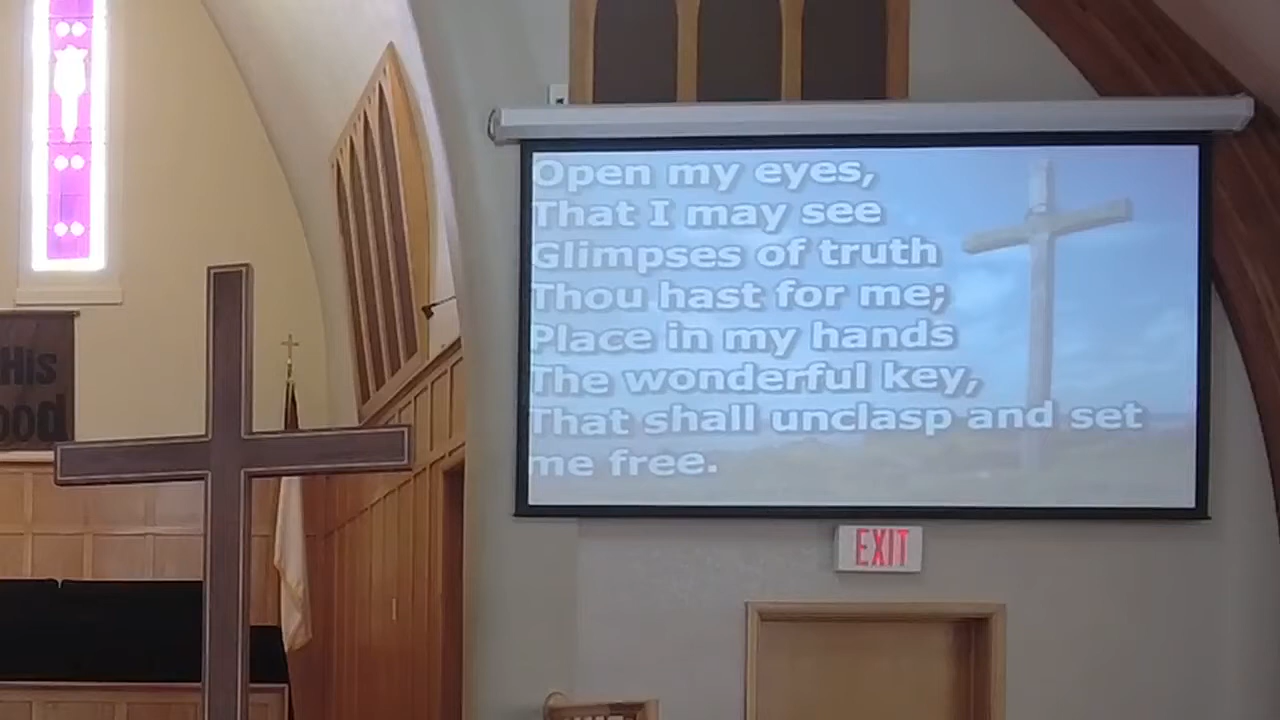 Open my eyes,
That I may see
Glimpses of truth
Thou hast for me;
Place in my hands
The wonderful key,
That shall unclasp and set
me free.
EXIT
His